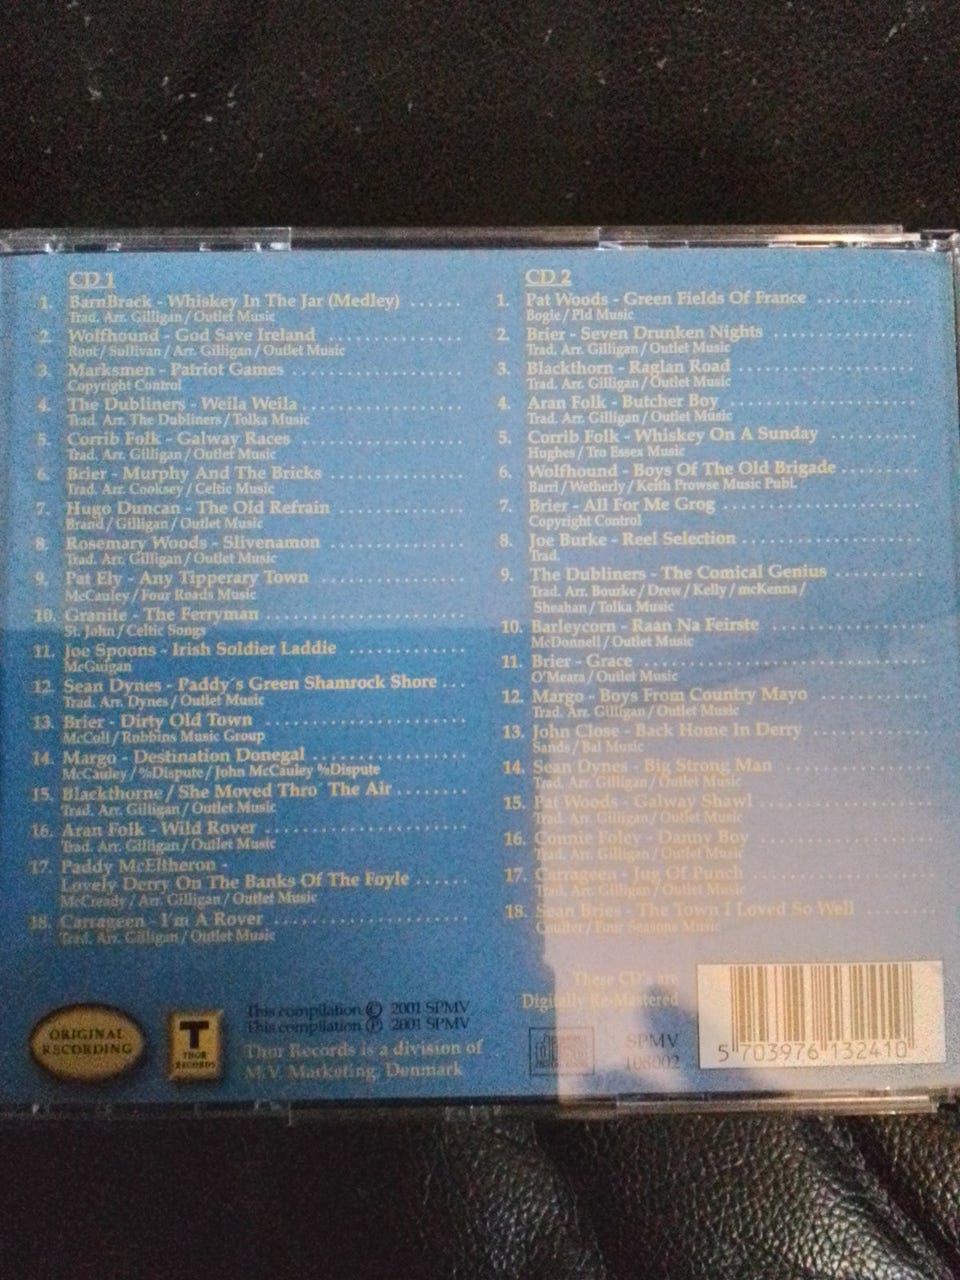 CD 1
1. BarnBrack - Whiskey In The Jar (Medley) ......
Trad. Arr. Gilligan/Outlet Music
2. Wolfhound - God Save Ireland ................
Root/Sullivan/Arr. Gilligan/Outlet Music
3. Marksmen - Patriot Games ....................
Copyright Control
4. The Dubliners - Weila Weila ..................
Trad. Arr. The Dubliners/Tolka Music
5. Corrib Folk - Galway Races ....................
Trad. Arr. Gilligan/Outlet Music
6. Brier - Murphy And The Bricks ................
Trad. Arr. Cooksey/Celtic Music
7. Hugo Duncan - The Old Refrain ................
Brand/Gilligan/Outlet Music
8. Rosemary Woods - Slivenamon ................
Trad. Arr. Gilligan/Outlet Music
9. Pat Ely - Any Tipperary Town ..................
McCauley/Four Roads Music
10. Granite - The Ferryman ........................
St. John/Celtic Songs
11. Joe Spoons - Irish Soldier Laddie ..............
McGuigan
12. Sean Dynes - Paddy´s Green Shamrock Shore ...
Trad. Arr. Dynes/Outlet Music
13. Brier - Dirty Old Town ........................
McColl/Robbins Music Group
14. Margo - Destination Donegal ..................
McCauley/%Dispute/John McCauley %Dispute
15. Blackthorne/She Moved Thro´ The Air ........
Trad. Arr. Gilligan/Outlet Music
16. Aran Folk - Wild Rover ........................
Trad. Arr. Gilligan/Outlet Music
17. Paddy McEltheron -
Lovely Derry On The Banks Of The Foyle ......
McCready/Arr. Gilligan/Outlet Music
18. Carrageen - I'm A Rover ........................
Trad. Arr. Gilligan/Outlet Music
CD 2
1. Pat Woods - Green Fields Of France ............
Bogle/Pld Music
2. Brier - Seven Drunken Nights ..................
Trad. Arr. Gilligan/Outlet Music
3. Blackthorn - Raglan Road ......................
Trad. Arr. Gilligan/Outlet Music
4. Aran Folk - Butcher Boy ........................
Trad. Arr. Gilligan/Outlet Music
5. Corrib Folk - Whiskey On A Sunday ............
Hughes/Tro Essex Music
6. Wolfhound - Boys Of The Old Brigade ..........
Barri/Wetherly/Keith Prowse Music Publ.
7. Brier - All For Me Grog ........................
Copyright Control
8. Joe Burke - Reel Selection ......................
Trad.
9. The Dubliners - The Comical Genius ............
Trad. Arr. Bourke/Drew/Kelly/mcKenna/
Sheahan/Tolka Music
10. Barleycorn - Raan Na Feirste ....................
McDonnell/Outlet Music
11. Brier - Grace ..................................
O'Meara/Outlet Music
12. Margo - Boys From Country Mayo ..............
Trad. Arr. Gilligan/Outlet Music
13. John Close - Back Home In Derry ..............
Sands/Bal Music
14. Sean Dynes - Big Strong Man ..................
Trad. Arr. Gilligan/Outlet Music
15. Pat Woods - Galway Shawl ....................
Trad. Arr. Gilligan/Outlet Music
16. Connie Foley - Danny Boy ......................
Trad. Arr. Gilligan/Outlet Music
17. Carrageen - Jug Of Punch ......................
Trad. Arr. Gilligan/Outlet Music
18. Sean Bries - The Town I Loved So Well ........
Coulter/Four Seasons Music
These CD's are
Digitally Re-Mastered
ORIGINAL
RECORDING
T
THOR
RECORDS
This compilation © 2001 SPMV
This compilation ℗ 2001 SPMV
Thor Records is a division of
M.V. Marketing, Denmark
disc
SPMV
108002
5 703976 132410